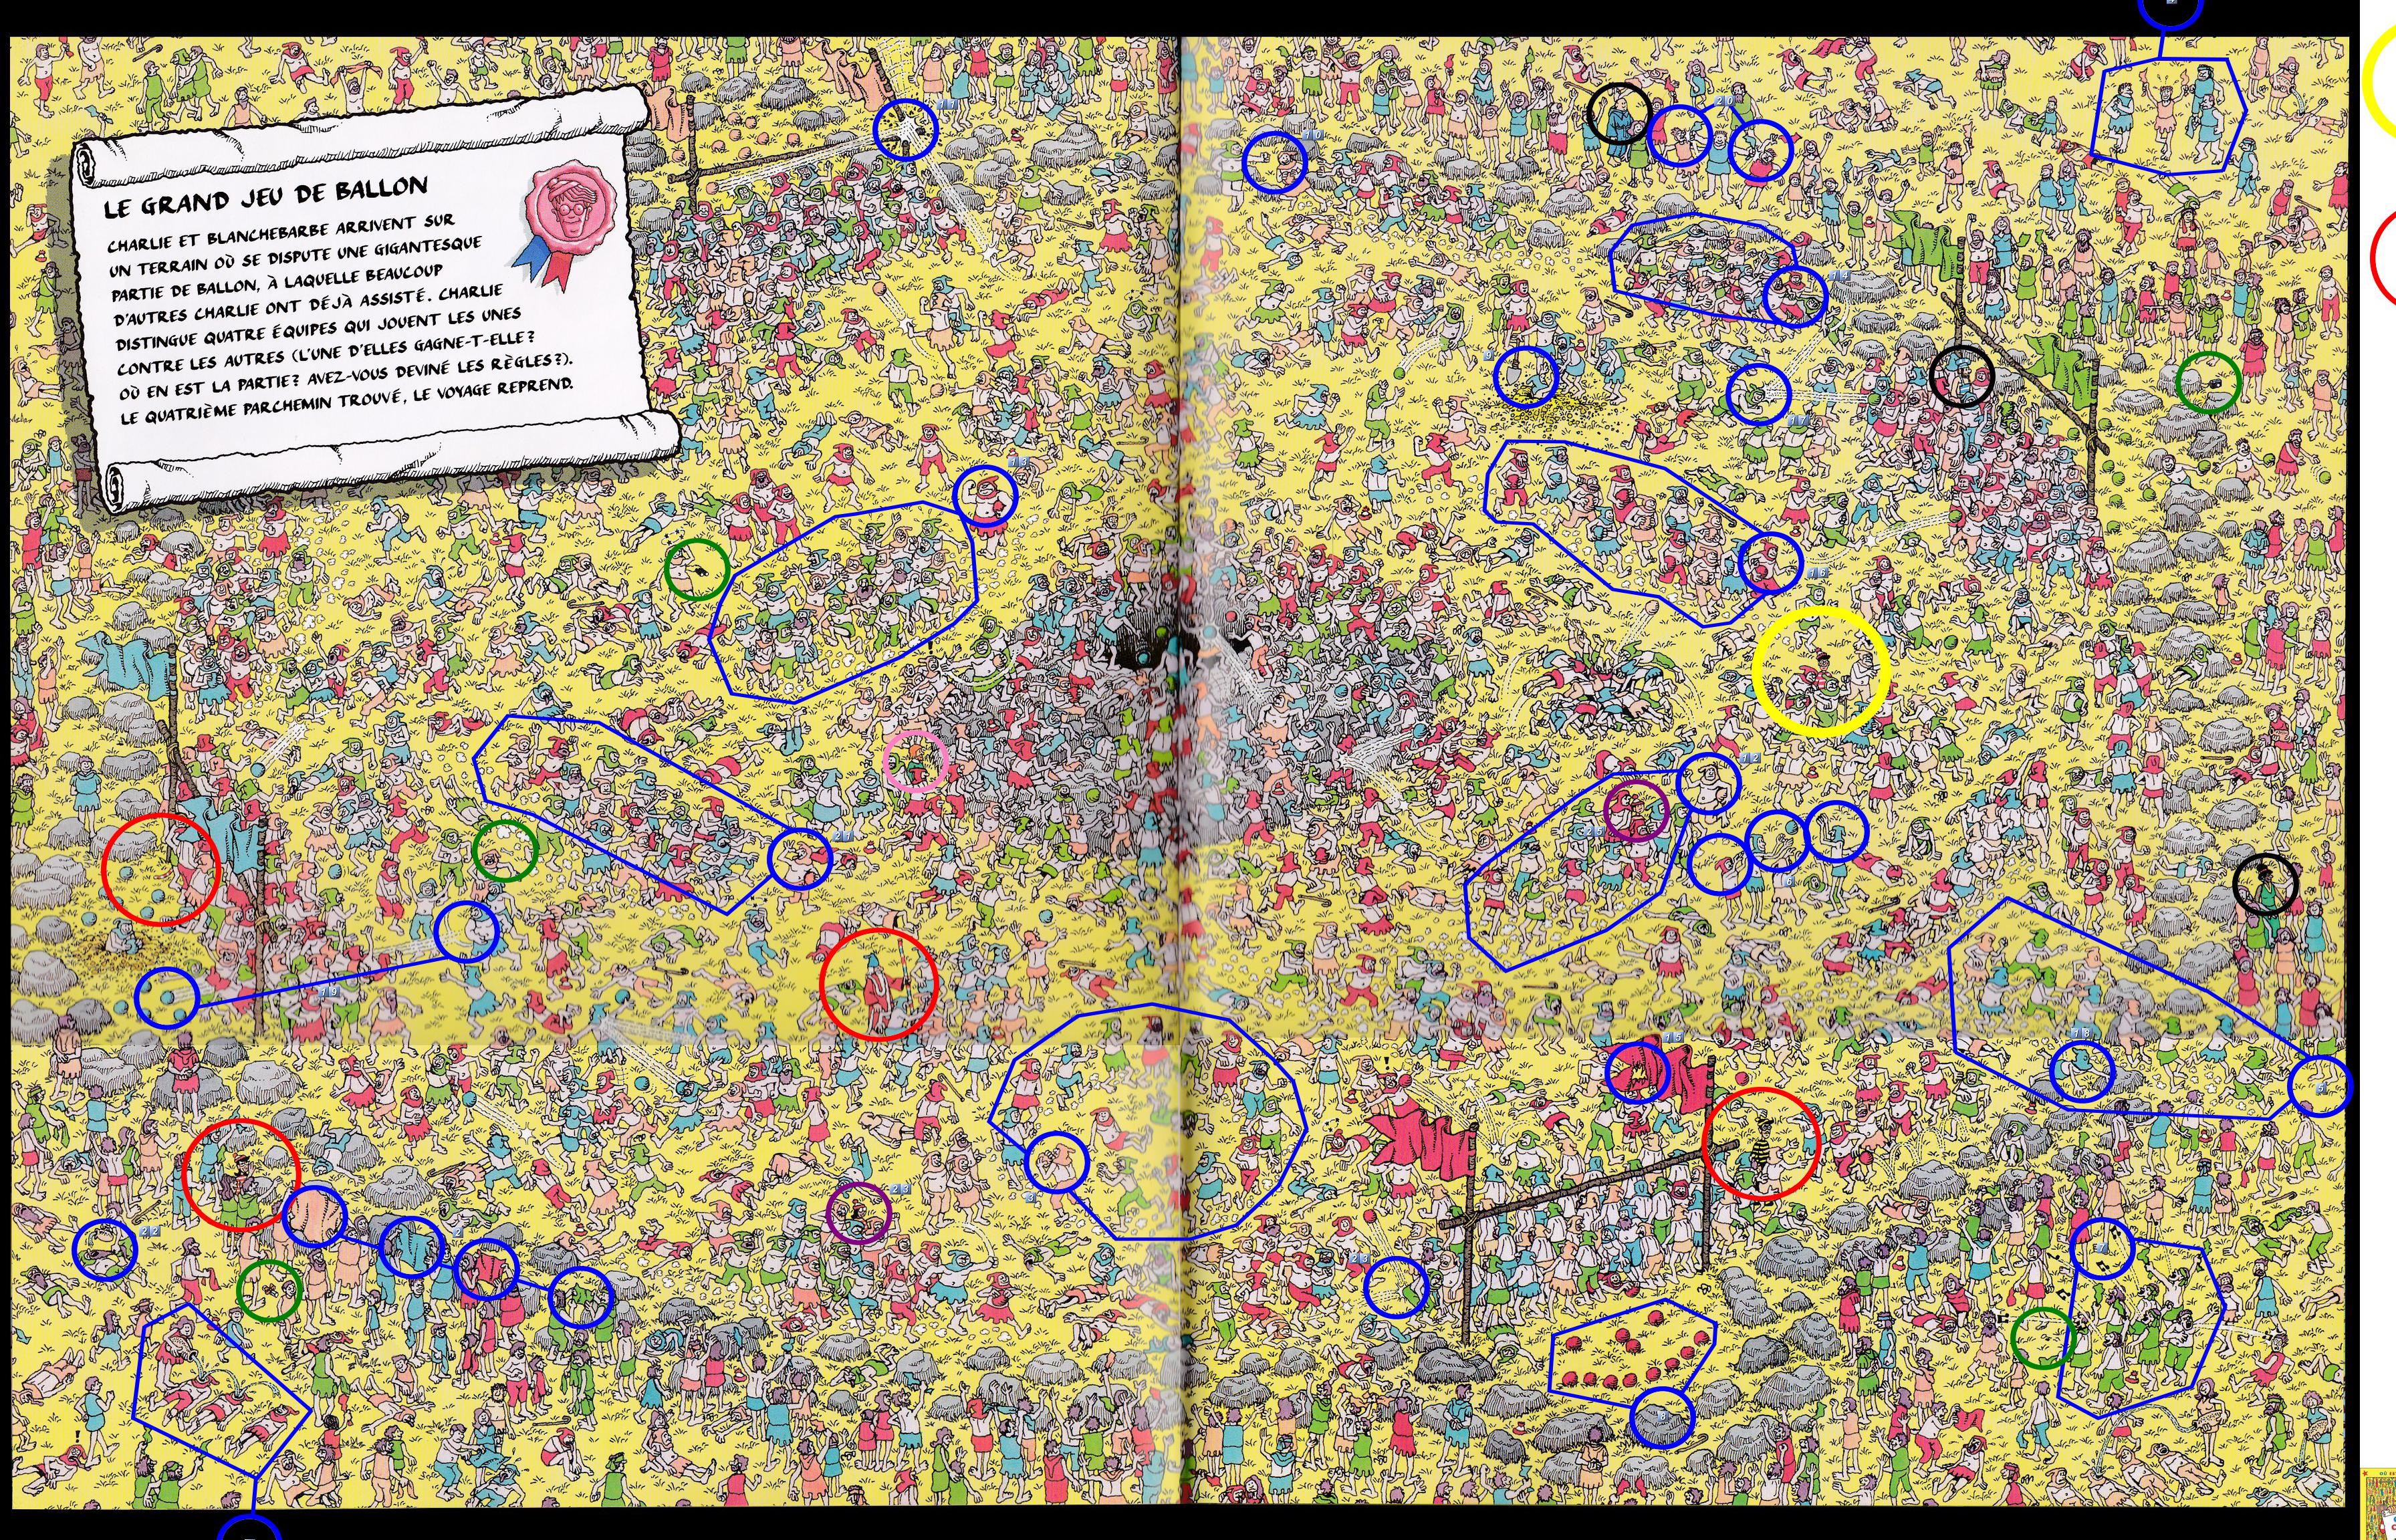 LE GRAND JEU DE BALLON
CHARLIE ET BLANCHEBARBE ARRIVENT SUR
UN TERRAIN OÙ SE DISPUTE UNE GIGANTESQUE
PARTIE DE BALLON, À LAQUELLE BEAUCOUP
D'AUTRES CHARLIE ONT DÉJÀ ASSISTÉ. CHARLIE
DISTINGUE QUATRE ÉQUIPES QUI JOUENT LES UNES
CONTRE LES AUTRES (L'UNE D'ELLES GAGNE-T-ELLE?
OÙ EN EST LA PARTIE? AVEZ-VOUS DEVINÉ LES RÈGLES?).
LE QUATRIÈME PARCHEMIN TROUVÉ, LE VOYAGE REPREND.